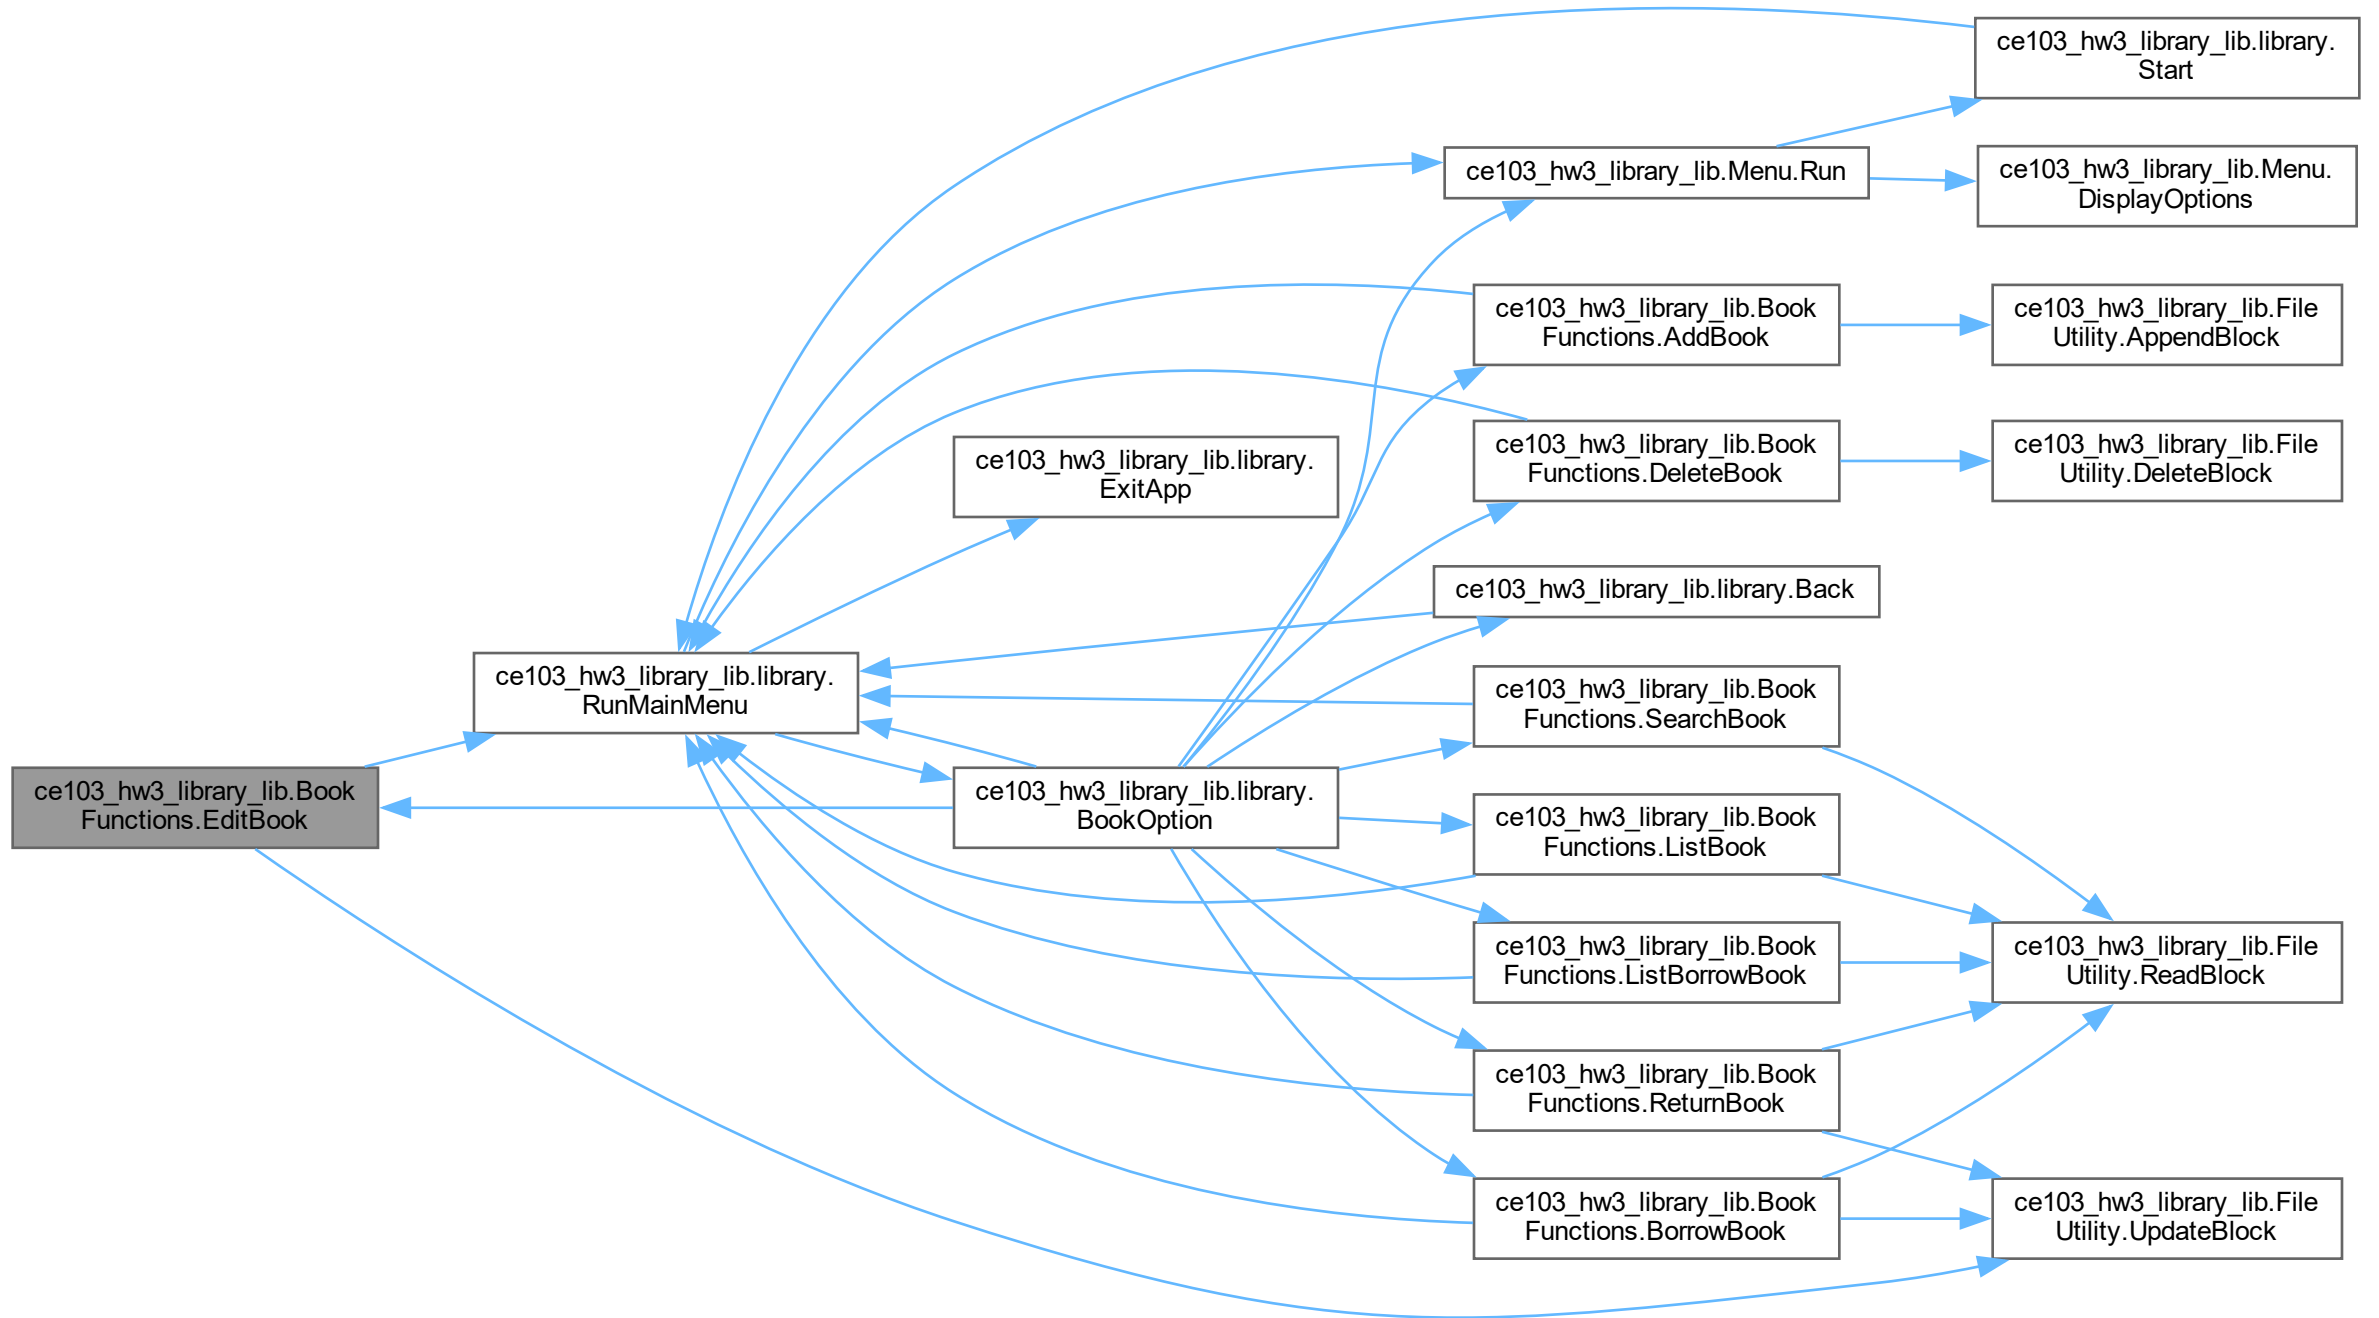 ce103_hw3_library_lib.library.
Start
ce103_hw3_library_lib.Menu.Run
ce103_hw3_library_lib.Menu.
DisplayOptions
ce103_hw3_library_lib.Book
Functions.AddBook
ce103_hw3_library_lib.File
Utility.AppendBlock
ce103_hw3_library_lib.library.
ExitApp
ce103_hw3_library_lib.Book
Functions.DeleteBook
ce103_hw3_library_lib.File
Utility.DeleteBlock
ce103_hw3_library_lib.library.Back
ce103_hw3_library_lib.library.
RunMainMenu
ce103_hw3_library_lib.Book
Functions.SearchBook
ce103_hw3_library_lib.Book
Functions.EditBook
ce103_hw3_library_lib.library.
BookOption
ce103_hw3_library_lib.Book
Functions.ListBook
ce103_hw3_library_lib.Book
Functions.ListBorrowBook
ce103_hw3_library_lib.File
Utility.ReadBlock
ce103_hw3_library_lib.Book
Functions.ReturnBook
ce103_hw3_library_lib.Book
Functions.BorrowBook
ce103_hw3_library_lib.File
Utility.UpdateBlock